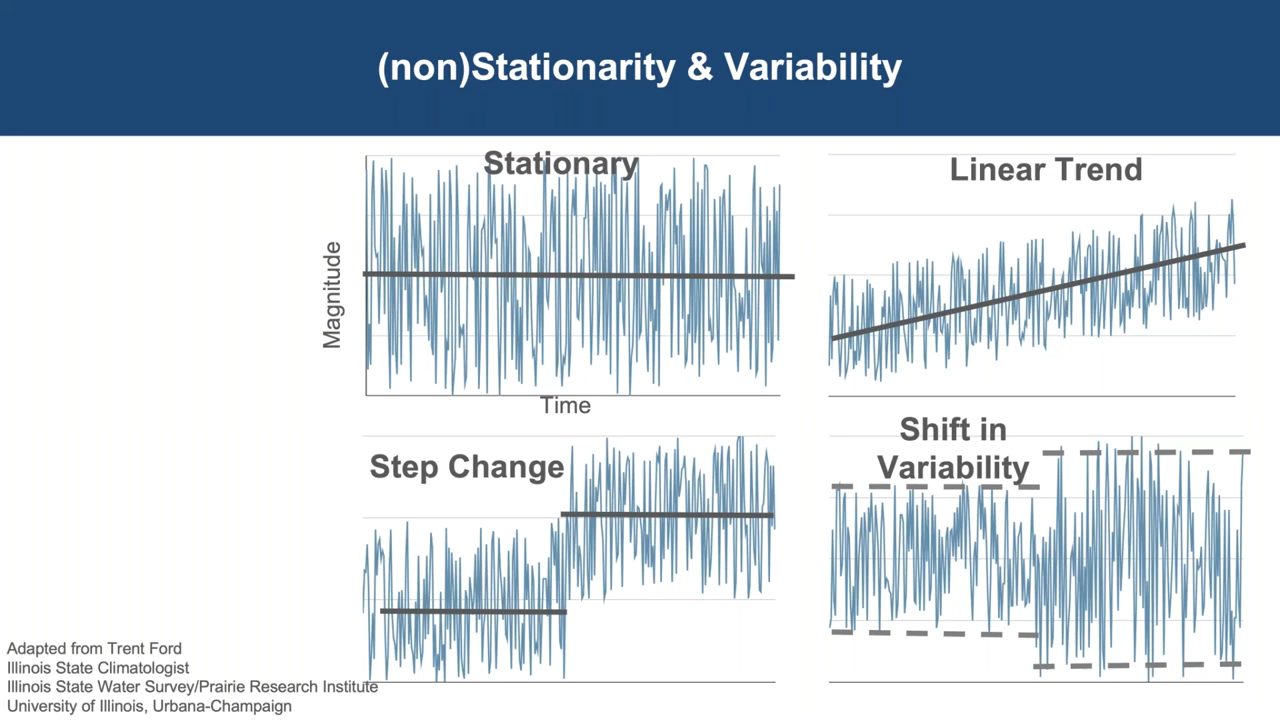 (non)Stationarity & Variability
Stationary
Magnitude
Time
Linear Trend
Step Change
Shift in
Variability
Adapted from Trent Ford
Illinois State Climatologist
Illinois State Water Survey/Prairie Research Institute
University of Illinois, Urbana-Champaign